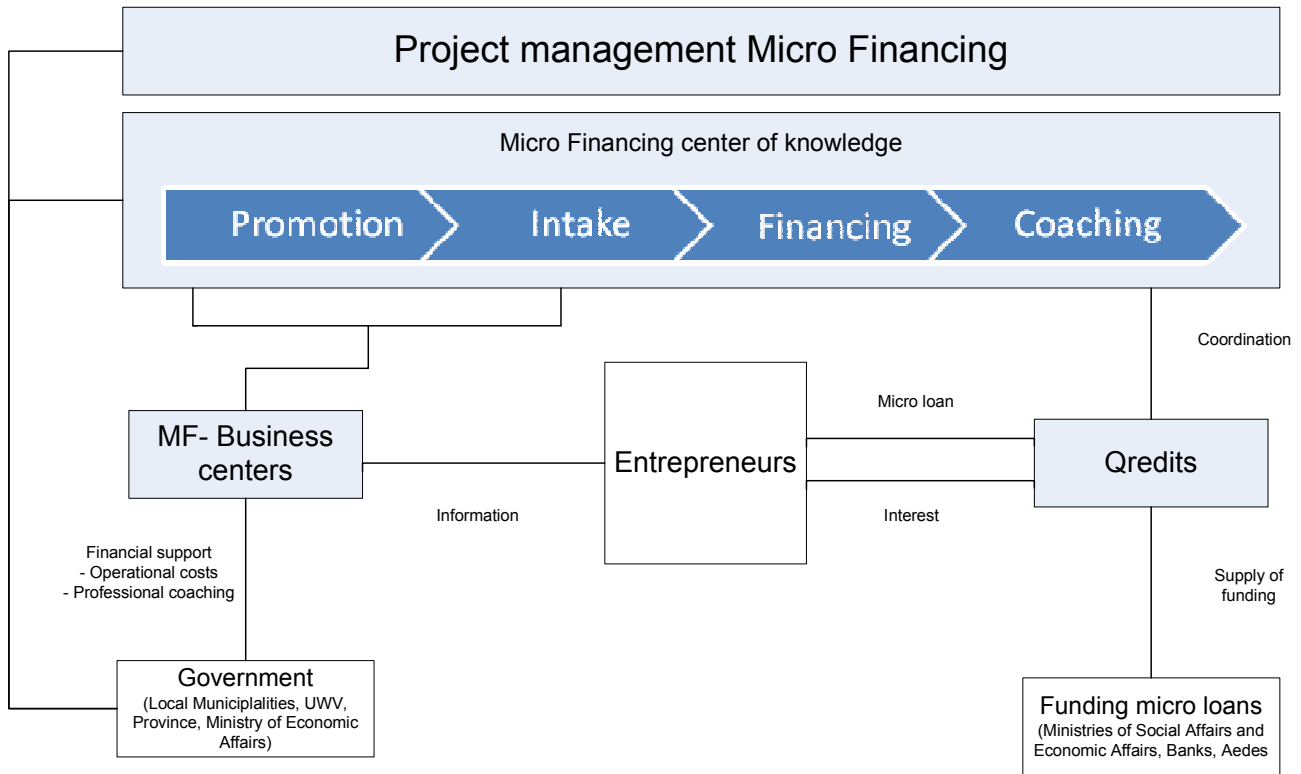 Project management Micro Financing
Micro Financing center of knowledge
Promotion
Intake
Financing
Coaching
Coordination
MF- Business
centers
Entrepreneurs
Micro loan
Interest
Qredits
Information
Financial support
- Operational costs
- Professional coaching
Supply of
funding
Government
(Local Municiplalities, UWV,
Province, Ministry of Economic
Affairs)
Funding micro loans
(Ministries of Social Affairs and
Economic Affairs, Banks, Aedes